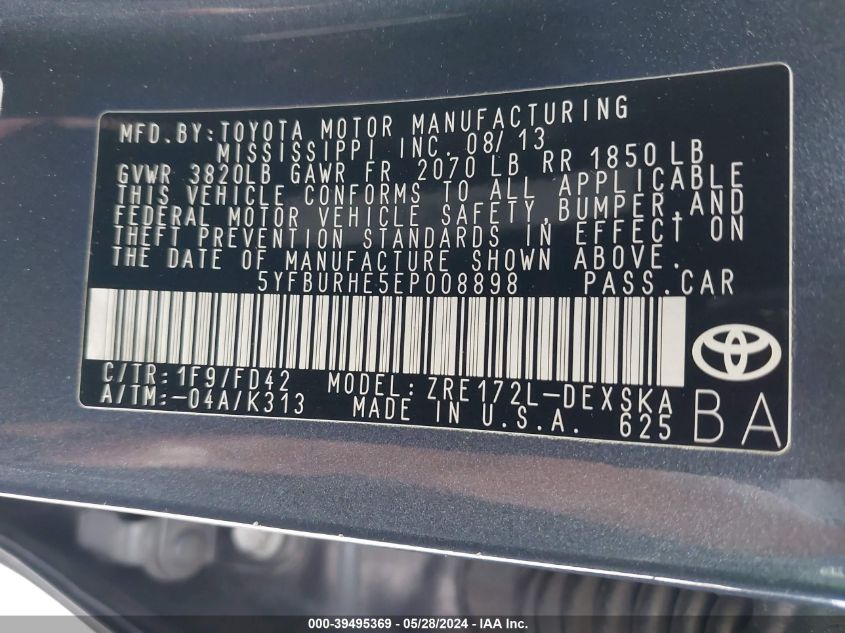 MFD.BY:TOYOTA MOTOR MANUFACTURING
MISSISSIPPI INC. 08/13
GVWR 3820LB GAWR FR 2070LB RR 1850LB
THIS VEHICLE CONFORMS TO ALL APPLICABLE
FEDERAL MOTOR VEHICLE SAFETY,BUMPER,AND
THEFT PREVENTION STANDARDS IN EFFECT ON
THE DATE OF MANUFACTURE SHOWN ABOVE.
5YFBURHE5EP008898 PASS.CAR
C/TR:1F9/FD42 MODEL:ZRE172L-DEXSKA
A/TM:-04A/K313 MADE IN U.S.A. 625
BA
000-39495369 - 05/28/2024 - IAA Inc.